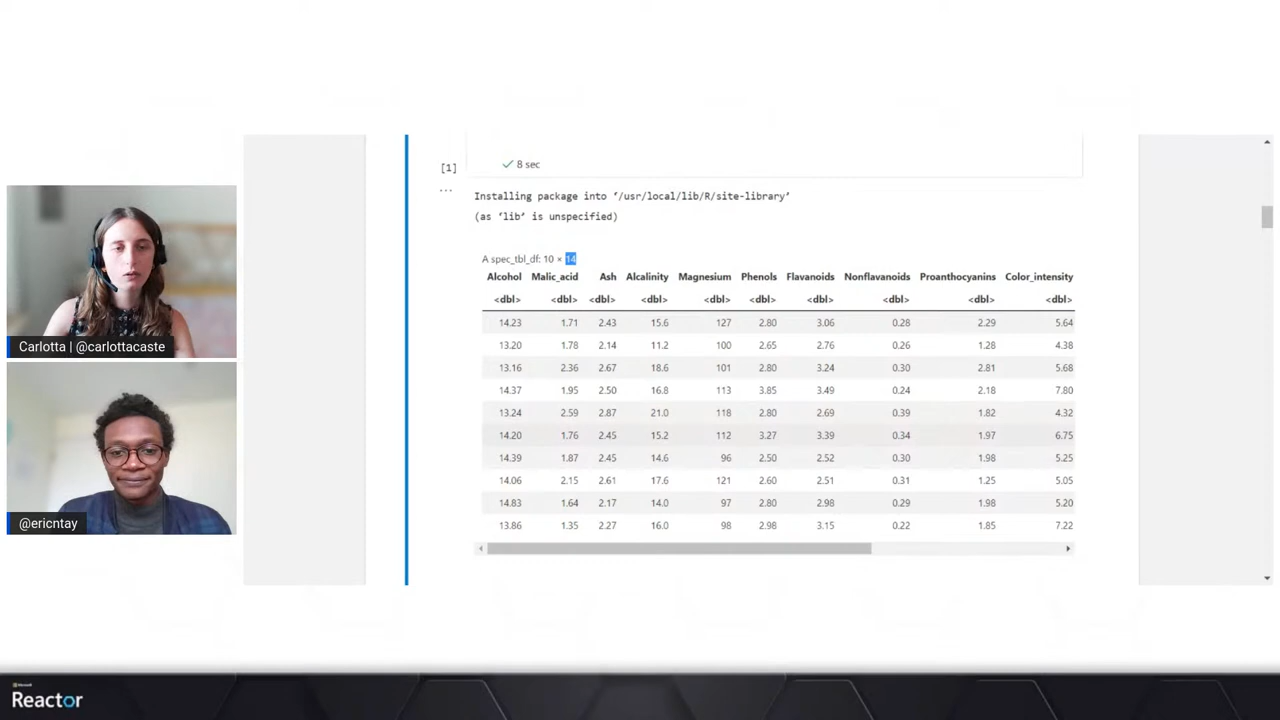 [1]
8 sec
...
Installing package into ‘/usr/local/lib/R/site-library’
(as ‘lib’ is unspecified)
A spec_tbl_df: 10 × 14
Alcohol Malic_acid Ash Alcalinity Magnesium Phenols Flavanoids Nonflavanoids Proanthocyanins Color_intensity
<dbl> <dbl> <dbl> <dbl> <dbl> <dbl> <dbl> <dbl> <dbl> <dbl>
14.23 1.71 2.43 15.6 127 2.80 3.06 0.28 2.29 5.64
13.20 1.78 2.14 11.2 100 2.65 2.76 0.26 1.28 4.38
13.16 2.36 2.67 18.6 101 2.80 3.24 0.30 2.81 5.68
14.37 1.95 2.50 16.8 113 3.85 3.49 0.24 2.18 7.80
13.24 2.59 2.87 21.0 118 2.80 2.69 0.39 1.82 4.32
14.20 1.76 2.45 15.2 112 3.27 3.39 0.34 1.97 6.75
14.39 1.87 2.45 14.6 96 2.50 2.52 0.30 1.98 5.25
14.06 2.15 2.61 17.6 121 2.60 2.51 0.31 1.25 5.05
14.83 1.64 2.17 14.0 97 2.80 2.98 0.29 1.98 5.20
13.86 1.35 2.27 16.0 98 2.98 3.15 0.22 1.85 7.22
Carlotta | @carlottacaste
@ericntay
Microsoft
Reactor